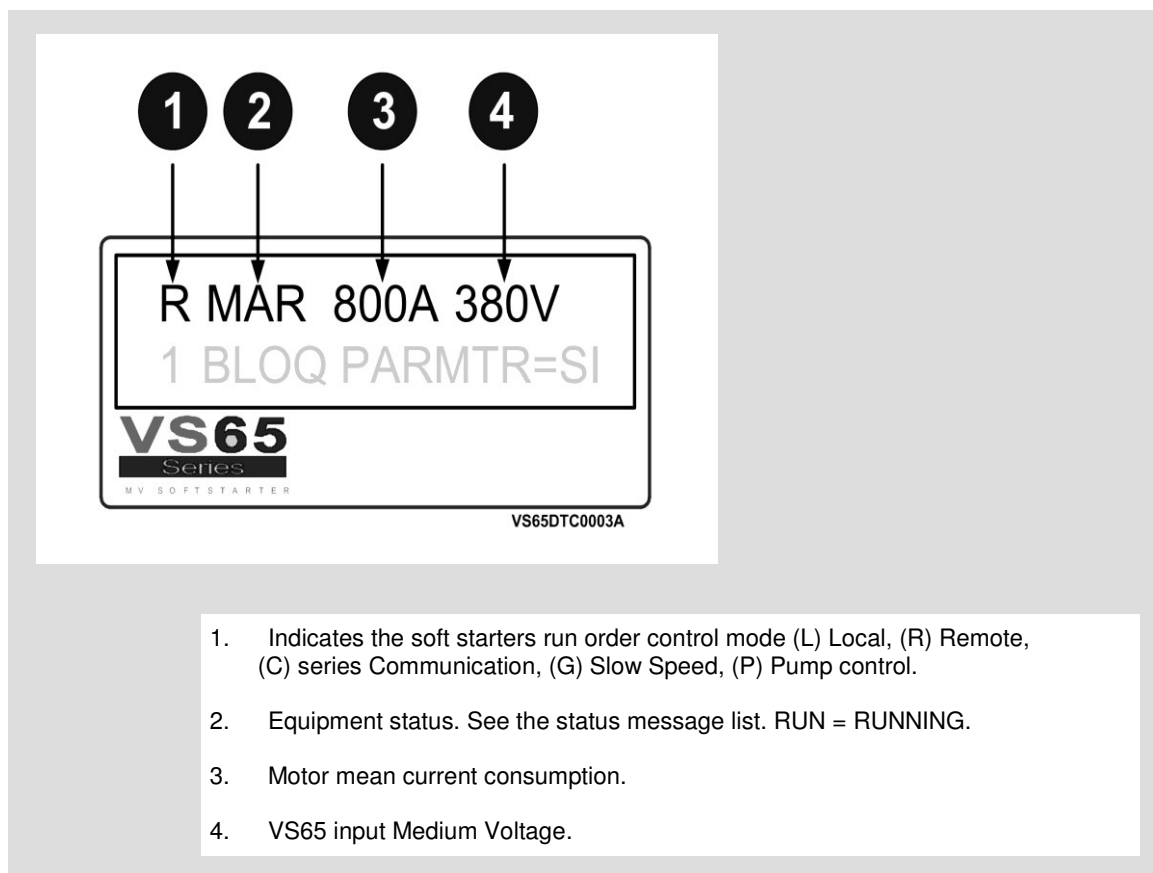 1 2 3 4
R MAR 800A 380V
1 BLOQ PARMTR=SI
VS65
Series
MV SOFTSTARTER
VS65DTC0003A
1. Indicates the soft starters run order control mode (L) Local, (R) Remote,
(C) series Communication, (G) Slow Speed, (P) Pump control.
2. Equipment status. See the status message list. RUN = RUNNING.
3. Motor mean current consumption.
4. VS65 input Medium Voltage.